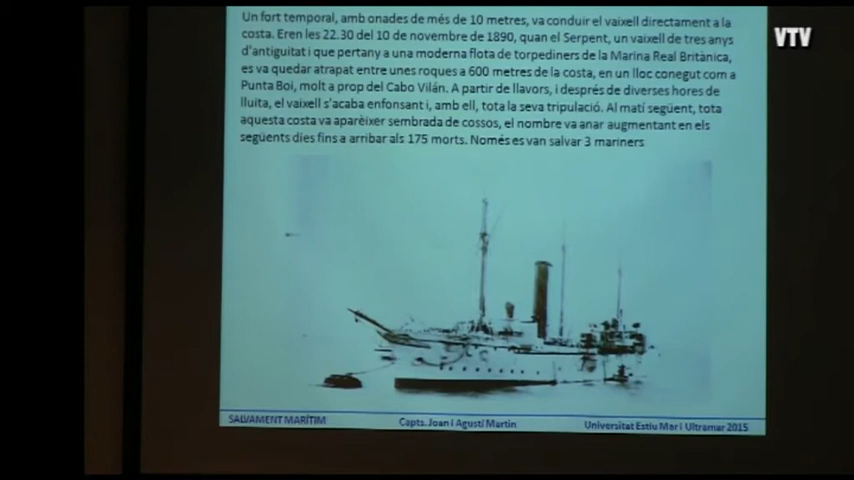 Un fort temporal, amb onades de més de 10 metres, va conduir el vaixell directament a la
costa. Eren les 22.30 del 10 de novembre de 1890, quan el Serpent, un vaixell de tres anys
d'antiguitat i que pertany a una moderna flota de torpediners de la Marina Real Britànica,
es va quedar atrapat entre unes roques a 600 metres de la costa, en un lloc conegut com a
Punta Boi, molt a prop del Cabo Vilán. A partir de llavors, i després de diverses hores de
lluita, el vaixell s'acaba enfonsant i, amb ell, tota la seva tripulació. Al matí següent, tota
aquesta costa va aparèixer sembrada de cossos, el nombre va anar augmentant en els
següents dies fins a arribar als 175 morts. Només es van salvar 3 mariners
SALVAMENT MARÍTIM
Capts. Joan i Agustí Martin
Universitat Estiu Mar i Ultramar 2015
VTV